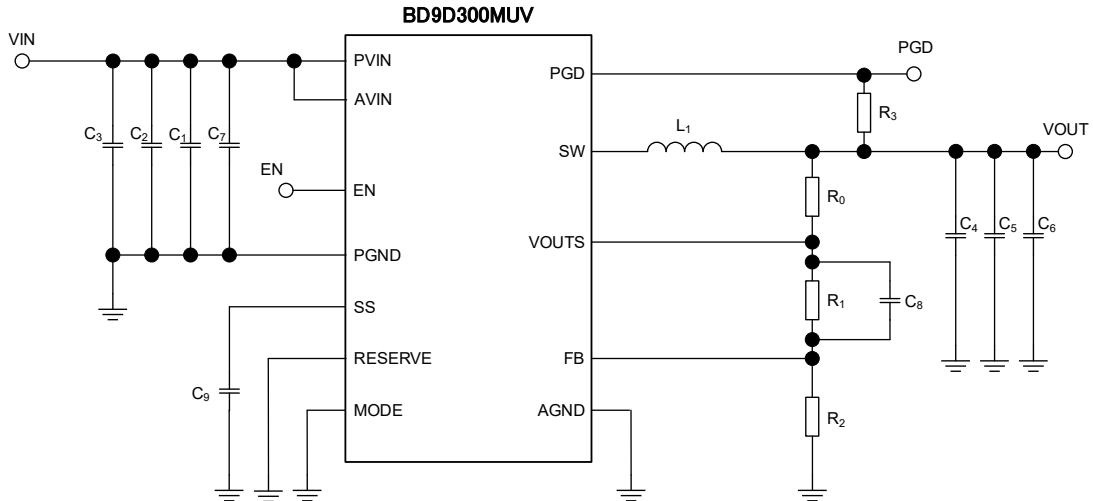 BD9D300MUV
VIN
PVIN
AVIN
EN
EN
PGND
SS
RESERVE
MODE
C₃
C₂
C₁
C₇
C₉
PGD
SW
VOUTS
FB
AGND
PGD
R₃
L₁
VOUT
R₀
R₁
C₈
R₂
C₄
C₅
C₆